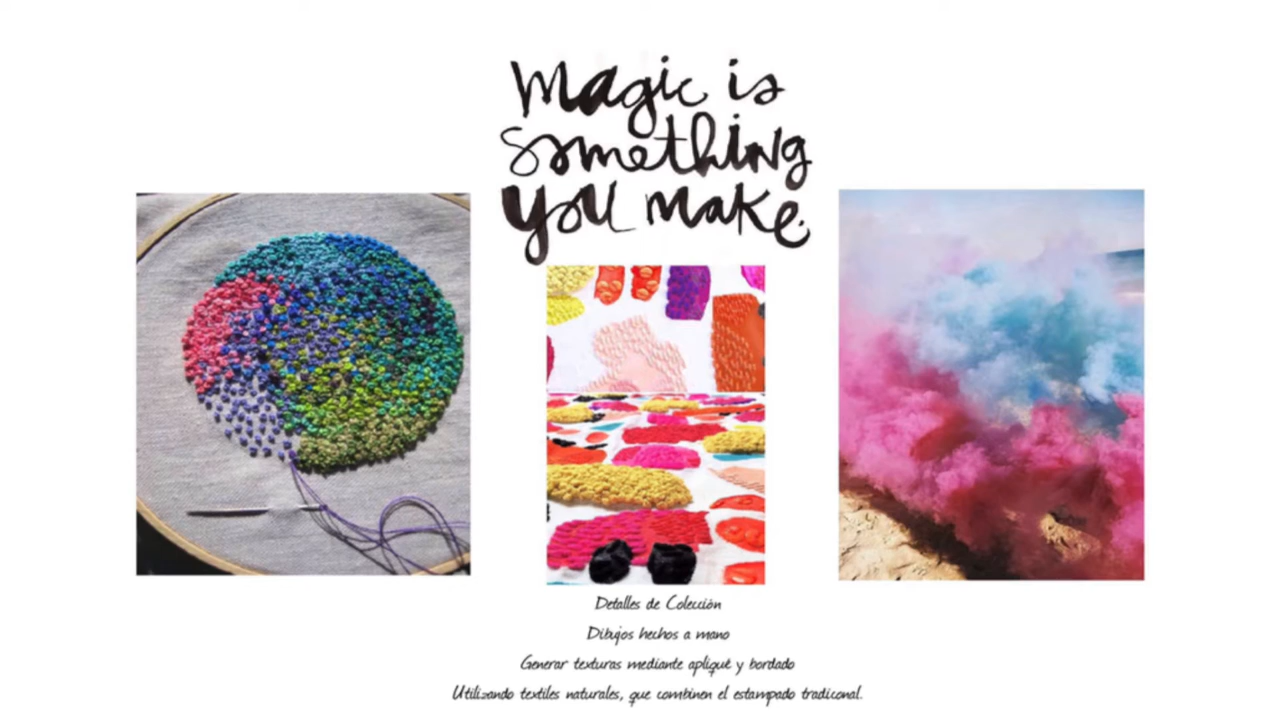 Magic is
something
you make.
Detalles de Colección
Dibujos hechos a mano
Generar texturas mediante apliqué y bordado
Utilizando textiles naturales, que combinen el estampado tradiconal.